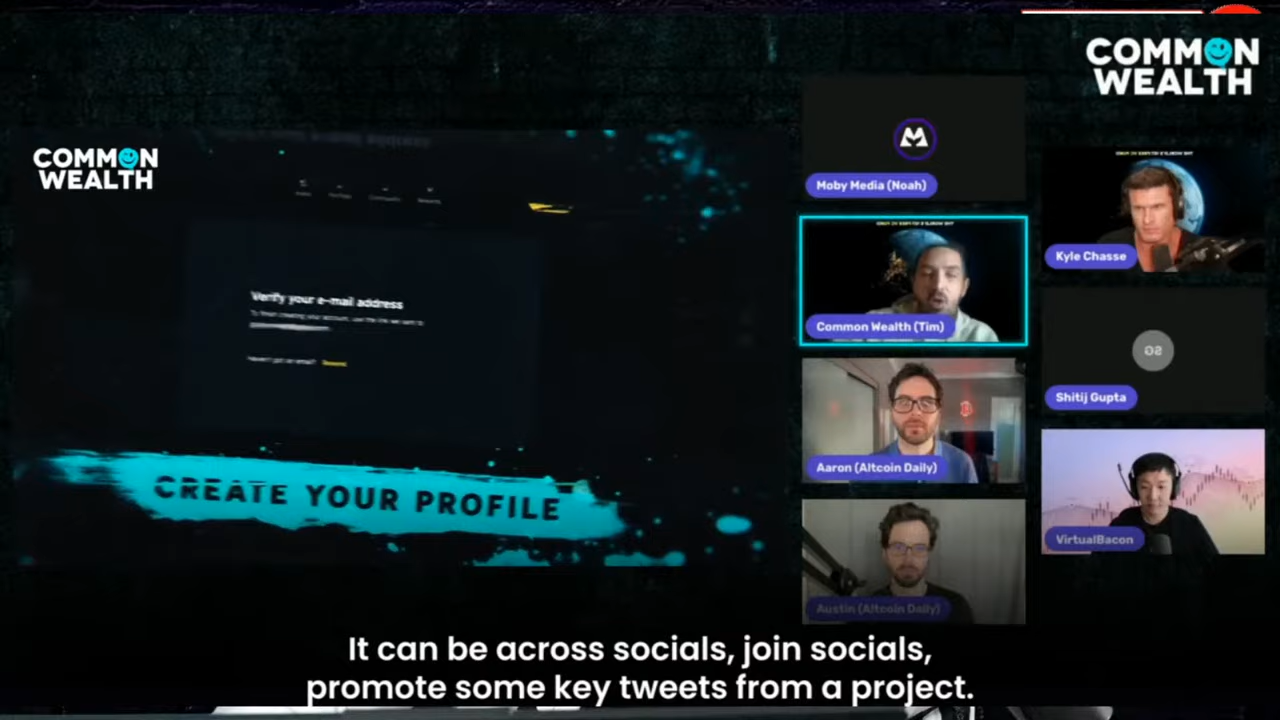 COMMON
WEALTH
COMMON
WEALTH
Verify your e-mail address
CREATE YOUR PROFILE
Moby Media (Noah)
Kyle Chasse
Common Wealth (Tim)
SG
Shitij Gupta
Aaron (Altcoin Daily)
VirtualBacon
Austin (Altcoin Daily)
It can be across socials, join socials,
promote some key tweets from a project.